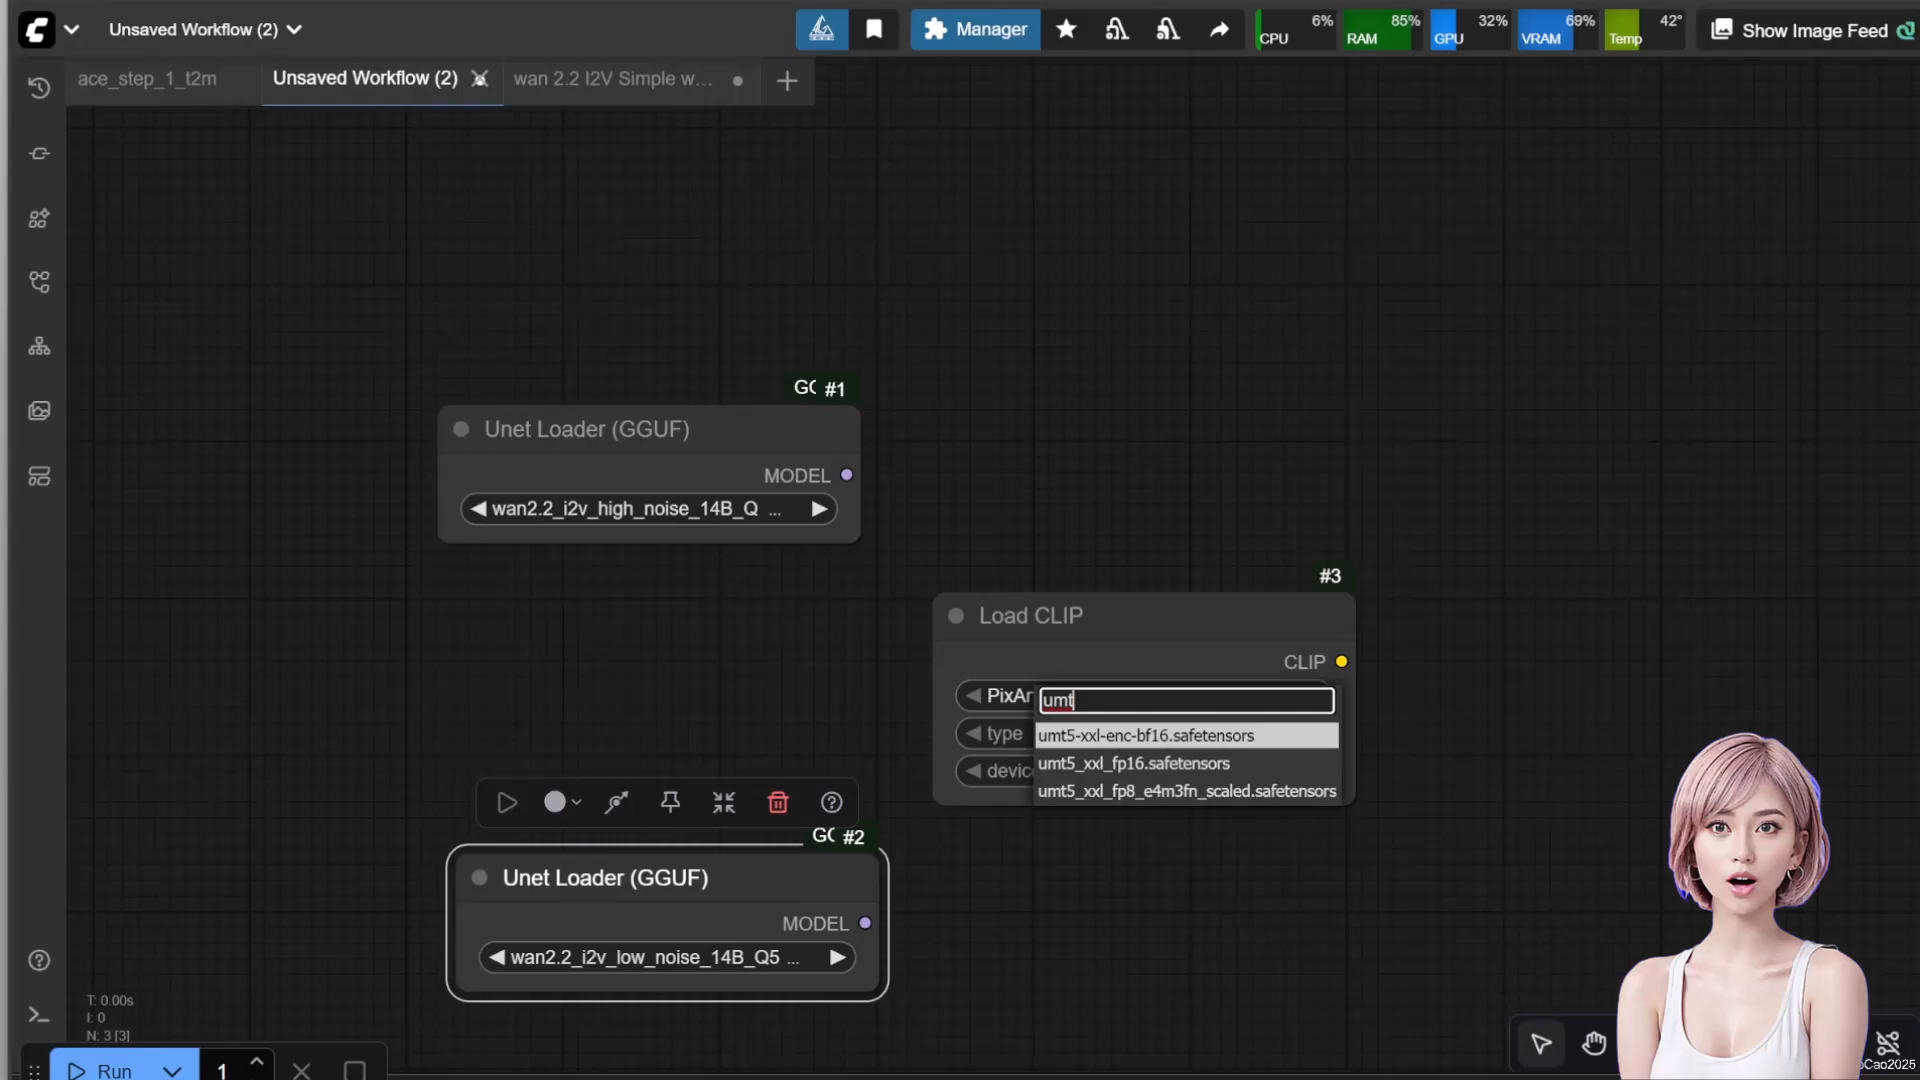 Unsaved Workflow (2)
Manager
CPU 6%
RAM 85%
GPU 32%
VRAM 69%
Temp 42°
Show Image Feed
ace_step_1_t2m
Unsaved Workflow (2)
wan 2.2 I2V Simple w...
#1
Unet Loader (GGUF)
MODEL
wan2.2_i2v_high_noise_14B_Q ...
#3
Load CLIP
CLIP
PixAr
umt
type
umt5-xxl-enc-bf16.safetensors
umt5_xxl_fp16.safetensors
device
umt5_xxl_fp8_e4m3fn_scaled.safetensors
#2
Unet Loader (GGUF)
MODEL
wan2.2_i2v_low_noise_14B_Q5 ...
T: 0.00s
I: 0
N: 3 [3]
Run
1
Cao2025